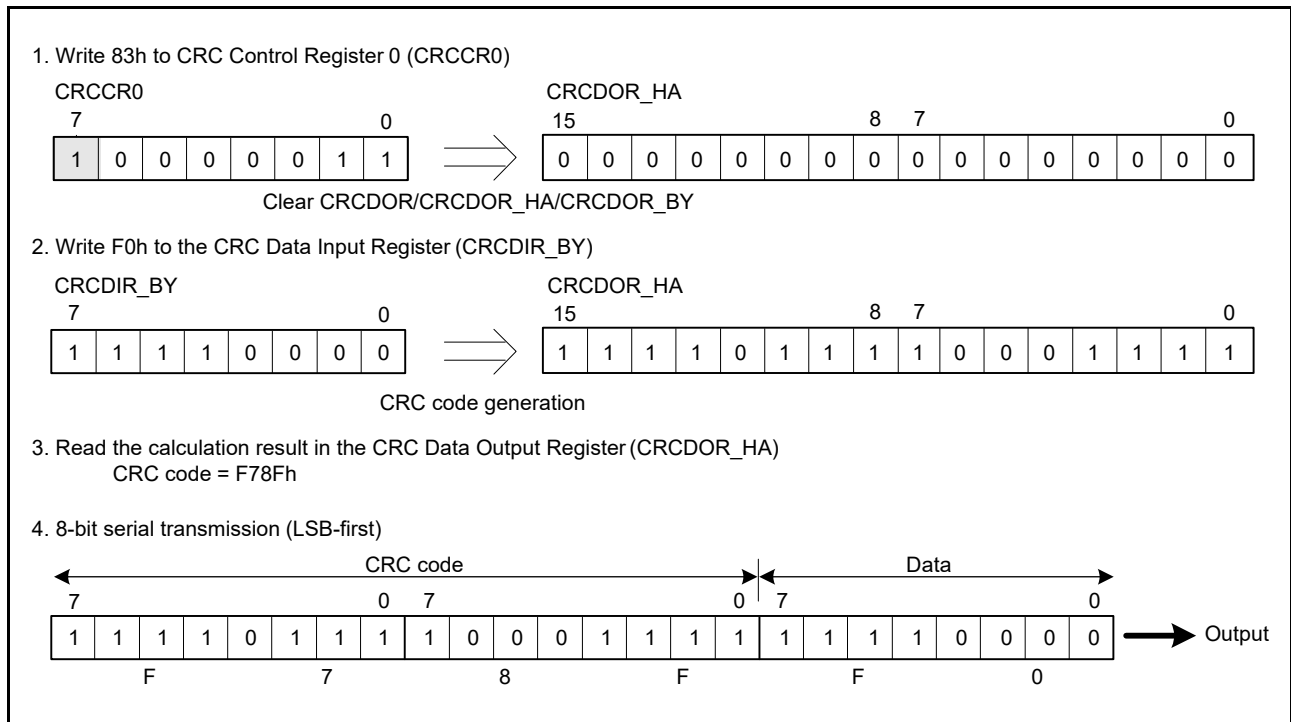 1. Write 83h to CRC Control Register 0 (CRCCR0)
CRCCR0 CRCDOR_HA
7 0 15 8 7 0
1 0 0 0 0 0 1 1 0 0 0 0 0 0 0 0 0 0 0 0 0 0 0 0
Clear CRCDOR/CRCDOR_HA/CRCDOR_BY
2. Write F0h to the CRC Data Input Register (CRCDIR_BY)
CRCDIR_BY CRCDOR_HA
7 0 15 8 7 0
1 1 1 1 0 0 0 0 1 1 1 1 0 1 1 1 1 0 0 0 1 1 1 1
CRC code generation
3. Read the calculation result in the CRC Data Output Register (CRCDOR_HA)
CRC code = F78Fh
4. 8-bit serial transmission (LSB-first)
CRC code Data
7 0 7 0 7 0
1 1 1 1 0 1 1 1 1 0 0 0 1 1 1 1 1 1 1 1 0 0 0 0 Output
F 7 8 F F 0